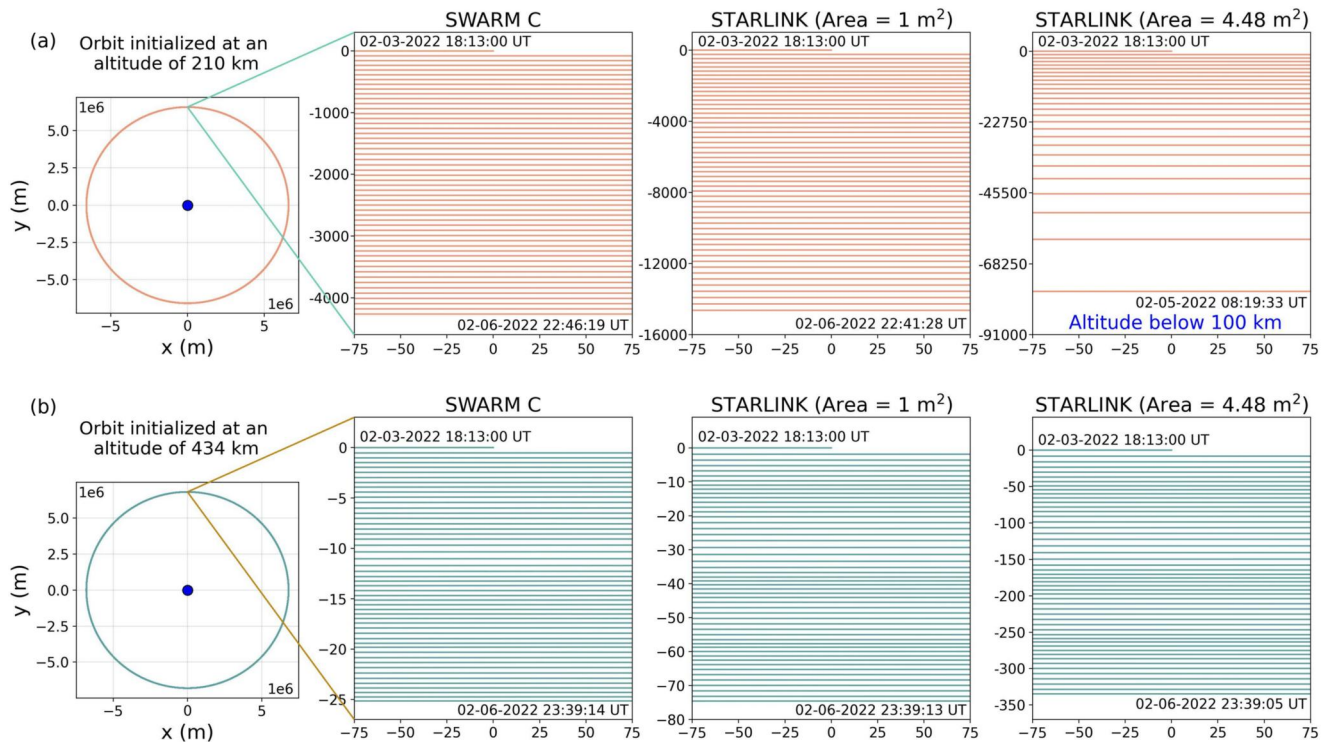 (a)
Orbit initialized at an
altitude of 210 km
1e6
5.0
2.5
0.0
−2.5
−5.0
y (m)
1e6
−5
0
5
x (m)
SWARM C
02-03-2022 18:13:00 UT
0
-1000
-2000
-3000
-4000
02-06-2022 22:46:19 UT
−75
−50
−25
0
25
50
75
STARLINK (Area = 1 m²)
02-03-2022 18:13:00 UT
0
-4000
-8000
-12000
-16000
02-06-2022 22:41:28 UT
−75
−50
−25
0
25
50
75
STARLINK (Area = 4.48 m²)
02-03-2022 18:13:00 UT
0
-22750
-45500
-68250
-91000
02-05-2022 08:19:33 UT
Altitude below 100 km
−75
−50
−25
0
25
50
75
(b)
Orbit initialized at an
altitude of 434 km
1e6
5.0
2.5
0.0
−2.5
−5.0
y (m)
1e6
−5
0
5
x (m)
SWARM C
02-03-2022 18:13:00 UT
0
−5
−10
−15
−20
−25
02-06-2022 23:39:14 UT
−75
−50
−25
0
25
50
75
STARLINK (Area = 1 m²)
02-03-2022 18:13:00 UT
0
−10
−20
−30
−40
−50
−60
−70
−80
02-06-2022 23:39:13 UT
−75
−50
−25
0
25
50
75
STARLINK (Area = 4.48 m²)
02-03-2022 18:13:00 UT
0
−50
−100
−150
−200
−250
−300
−350
02-06-2022 23:39:05 UT
−75
−50
−25
0
25
50
75